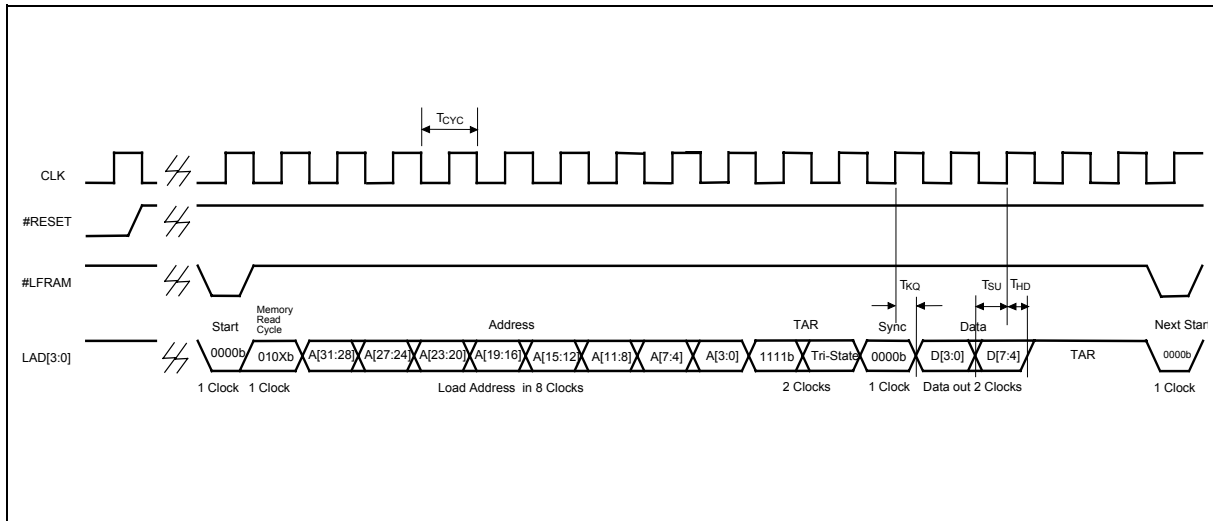 TCYC
CLK
#RESET
#LFRAM
TKQ TSU THD
Start Memory Read Cycle Address TAR Sync Data Next Start
LAD[3:0] 0000b 010Xb A[31:28] A[27:24] A[23:20] A[19:16] A[15:12] A[11:8] A[7:4] A[3:0] 1111b Tri-State 0000b D[3:0] D[7:4] TAR 0000b
1 Clock 1 Clock Load Address in 8 Clocks 2 Clocks 1 Clock Data out 2 Clocks 1 Clock